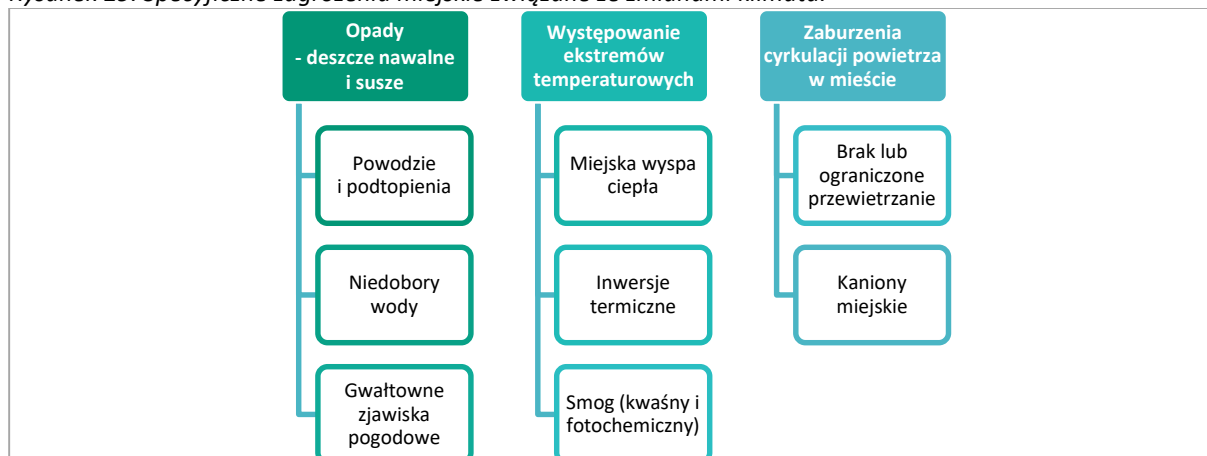 Opady
- deszcze nawalne
i susze
Powodzie
i podtopienia
Niedobory
wody
Gwałtowne
zjawiska
pogodowe
Występowanie
ekstremów
temperaturowych
Miejska wyspa
ciepła
Inwersje
termiczne
Smog (kwaśny i
fotochemiczny)
Zaburzenia
cyrkulacji powietrza
w mieście
Brak lub
ograniczone
przewietrzanie
Kaniony
miejskie